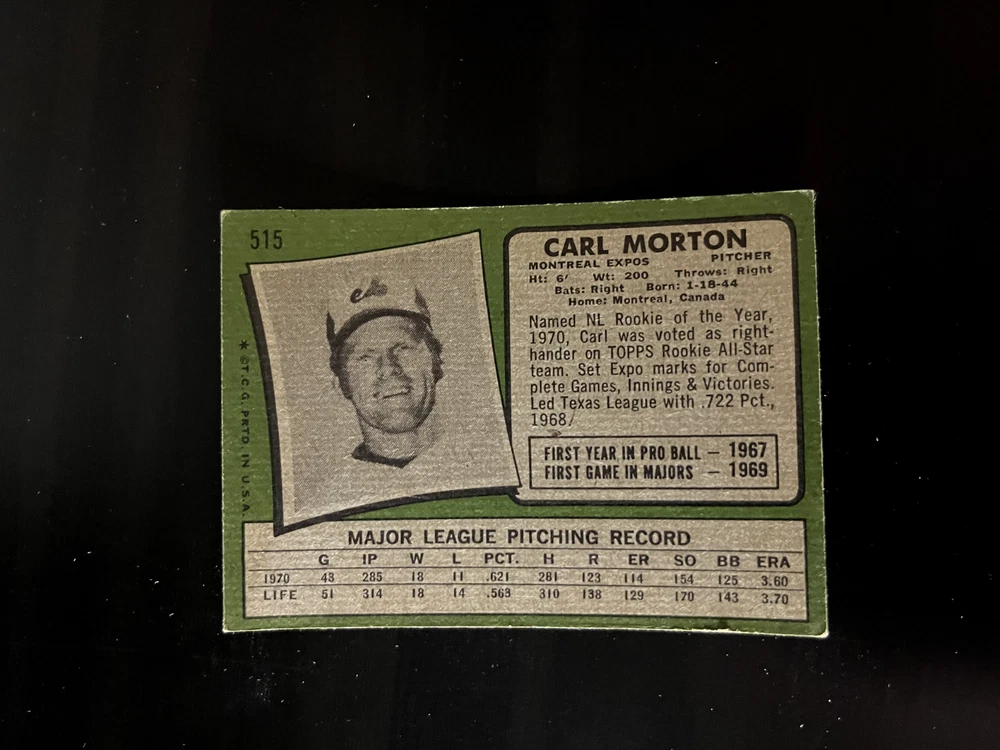 515
CARL MORTON
MONTREAL EXPOS PITCHER
Ht: 6' Wt: 200 Throws: Right
Bats: Right Born: 1-18-44
Home: Montreal, Canada
Named NL Rookie of the Year,
1970, Carl was voted as right-
hander on TOPPS Rookie All-Star
team. Set Expo marks for Com-
plete Games, Innings & Victories.
Led Texas League with .722 Pct.,
1968/
FIRST YEAR IN PRO BALL — 1967
FIRST GAME IN MAJORS — 1969
★ ©T.C.G. PRTD. IN U.S.A.
MAJOR LEAGUE PITCHING RECORD
G IP W L PCT. H R ER SO BB ERA
1970 43 285 18 11 .621 281 123 114 154 125 3.60
LIFE 51 314 18 14 .563 310 138 129 170 143 3.70